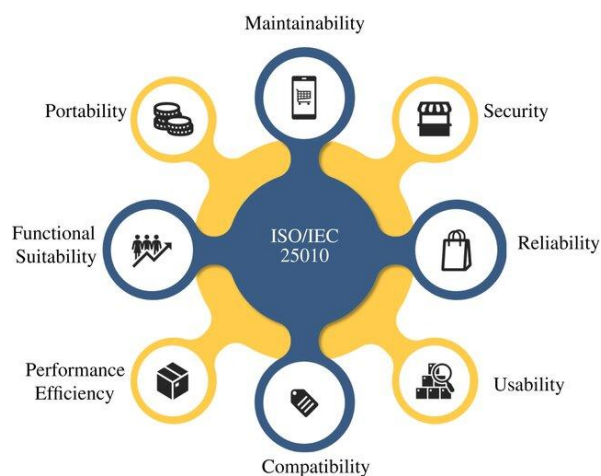 Maintainability
Portability
Security
Functional
Suitability
ISO/IEC
25010
Reliability
Performance
Efficiency
Usability
Compatibility